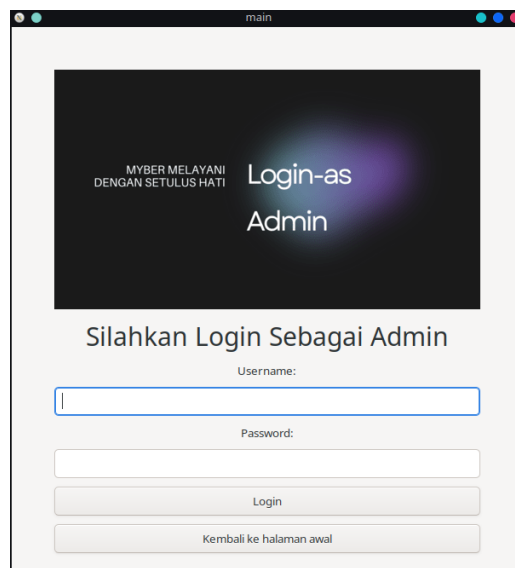 main
MYBER MELAYANI
DENGAN SETULUS HATI
Login-as
Admin
Silahkan Login Sebagai Admin
Username:
Password:
Login
Kembali ke halaman awal